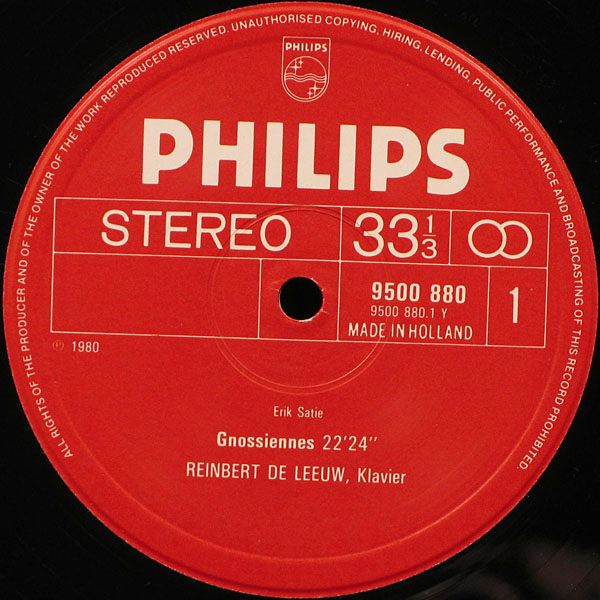 ALL RIGHTS OF THE PRODUCER AND OF THE OWNER OF THE WORK REPRODUCED RESERVED. UNAUTHORISED COPYING, HIRING, LENDING, PUBLIC PERFORMANCE AND BROADCASTING OF THIS RECORD PROHIBITED.
PHILIPS
PHILIPS
STEREO 33 1/3
9500 880 1
9500 880.1 Y
MADE IN HOLLAND
℗ 1980
Erik Satie
Gnossiennes 22'24''
REINBERT DE LEEUW, Klavier